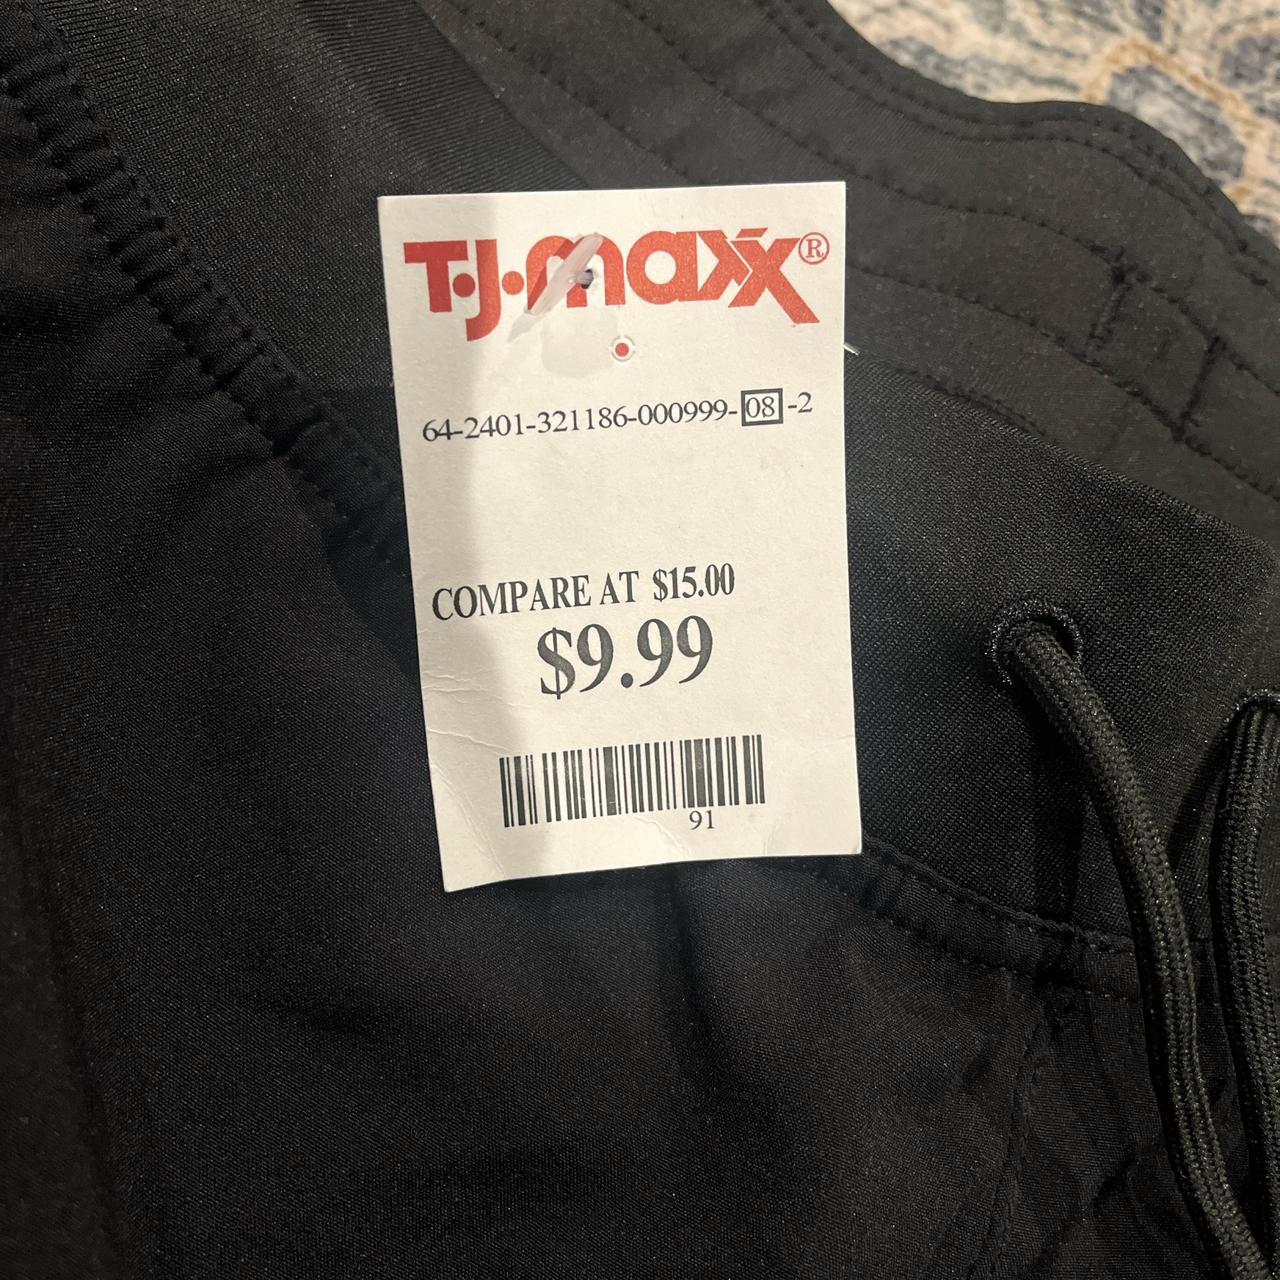 T.J.maxx®
64-2401-321186-000999-08-2
COMPARE AT $15.00
$9.99
91